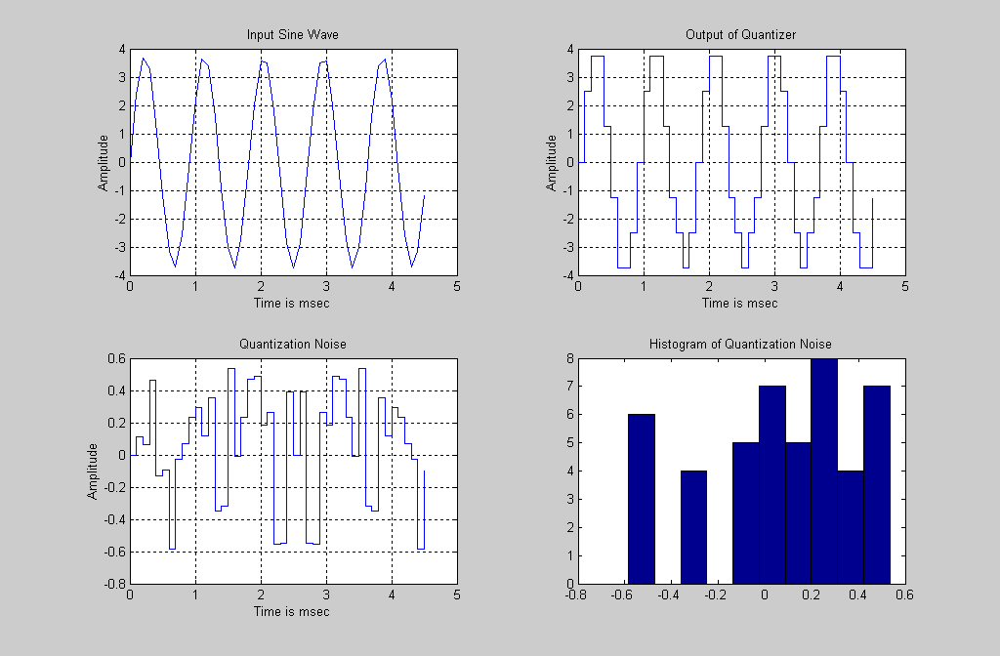 Input Sine Wave
4
3
2
1
0
-1
-2
-3
-4
Amplitude
0 1 2 3 4 5
Time is msec
Output of Quantizer
4
3
2
1
0
-1
-2
-3
-4
Amplitude
0 1 2 3 4 5
Time is msec
Quantization Noise
0.6
0.4
0.2
0
-0.2
-0.4
-0.6
-0.8
Amplitude
0 1 2 3 4 5
Time is msec
Histogram of Quantization Noise
8
7
6
5
4
3
2
1
0
-0.8 -0.6 -0.4 -0.2 0 0.2 0.4 0.6